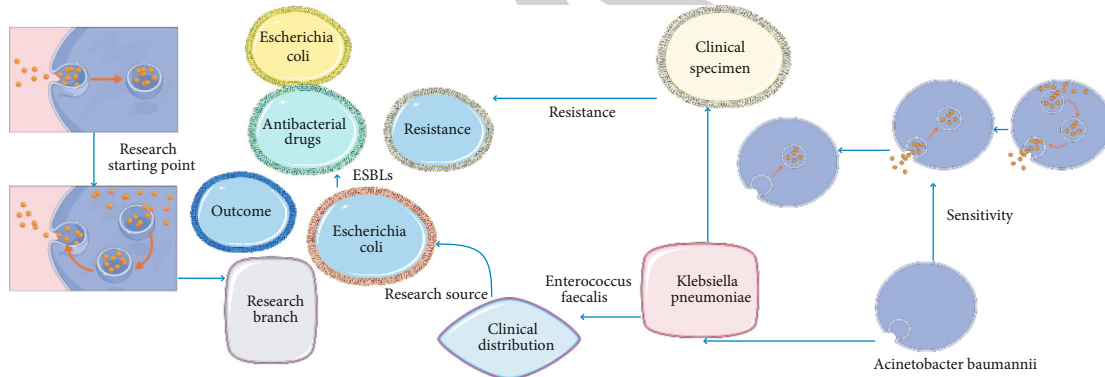 Escherichia
coli
Clinical
specimen
Antibacterial
drugs
Resistance
Resistance
Research
starting point
ESBLs
Outcome
Escherichia
coli
Sensitivity
Enterococcus
faecalis
Klebsiella
pneumoniae
Research source
Research
branch
Clinical
distribution
Acinetobacter baumannii